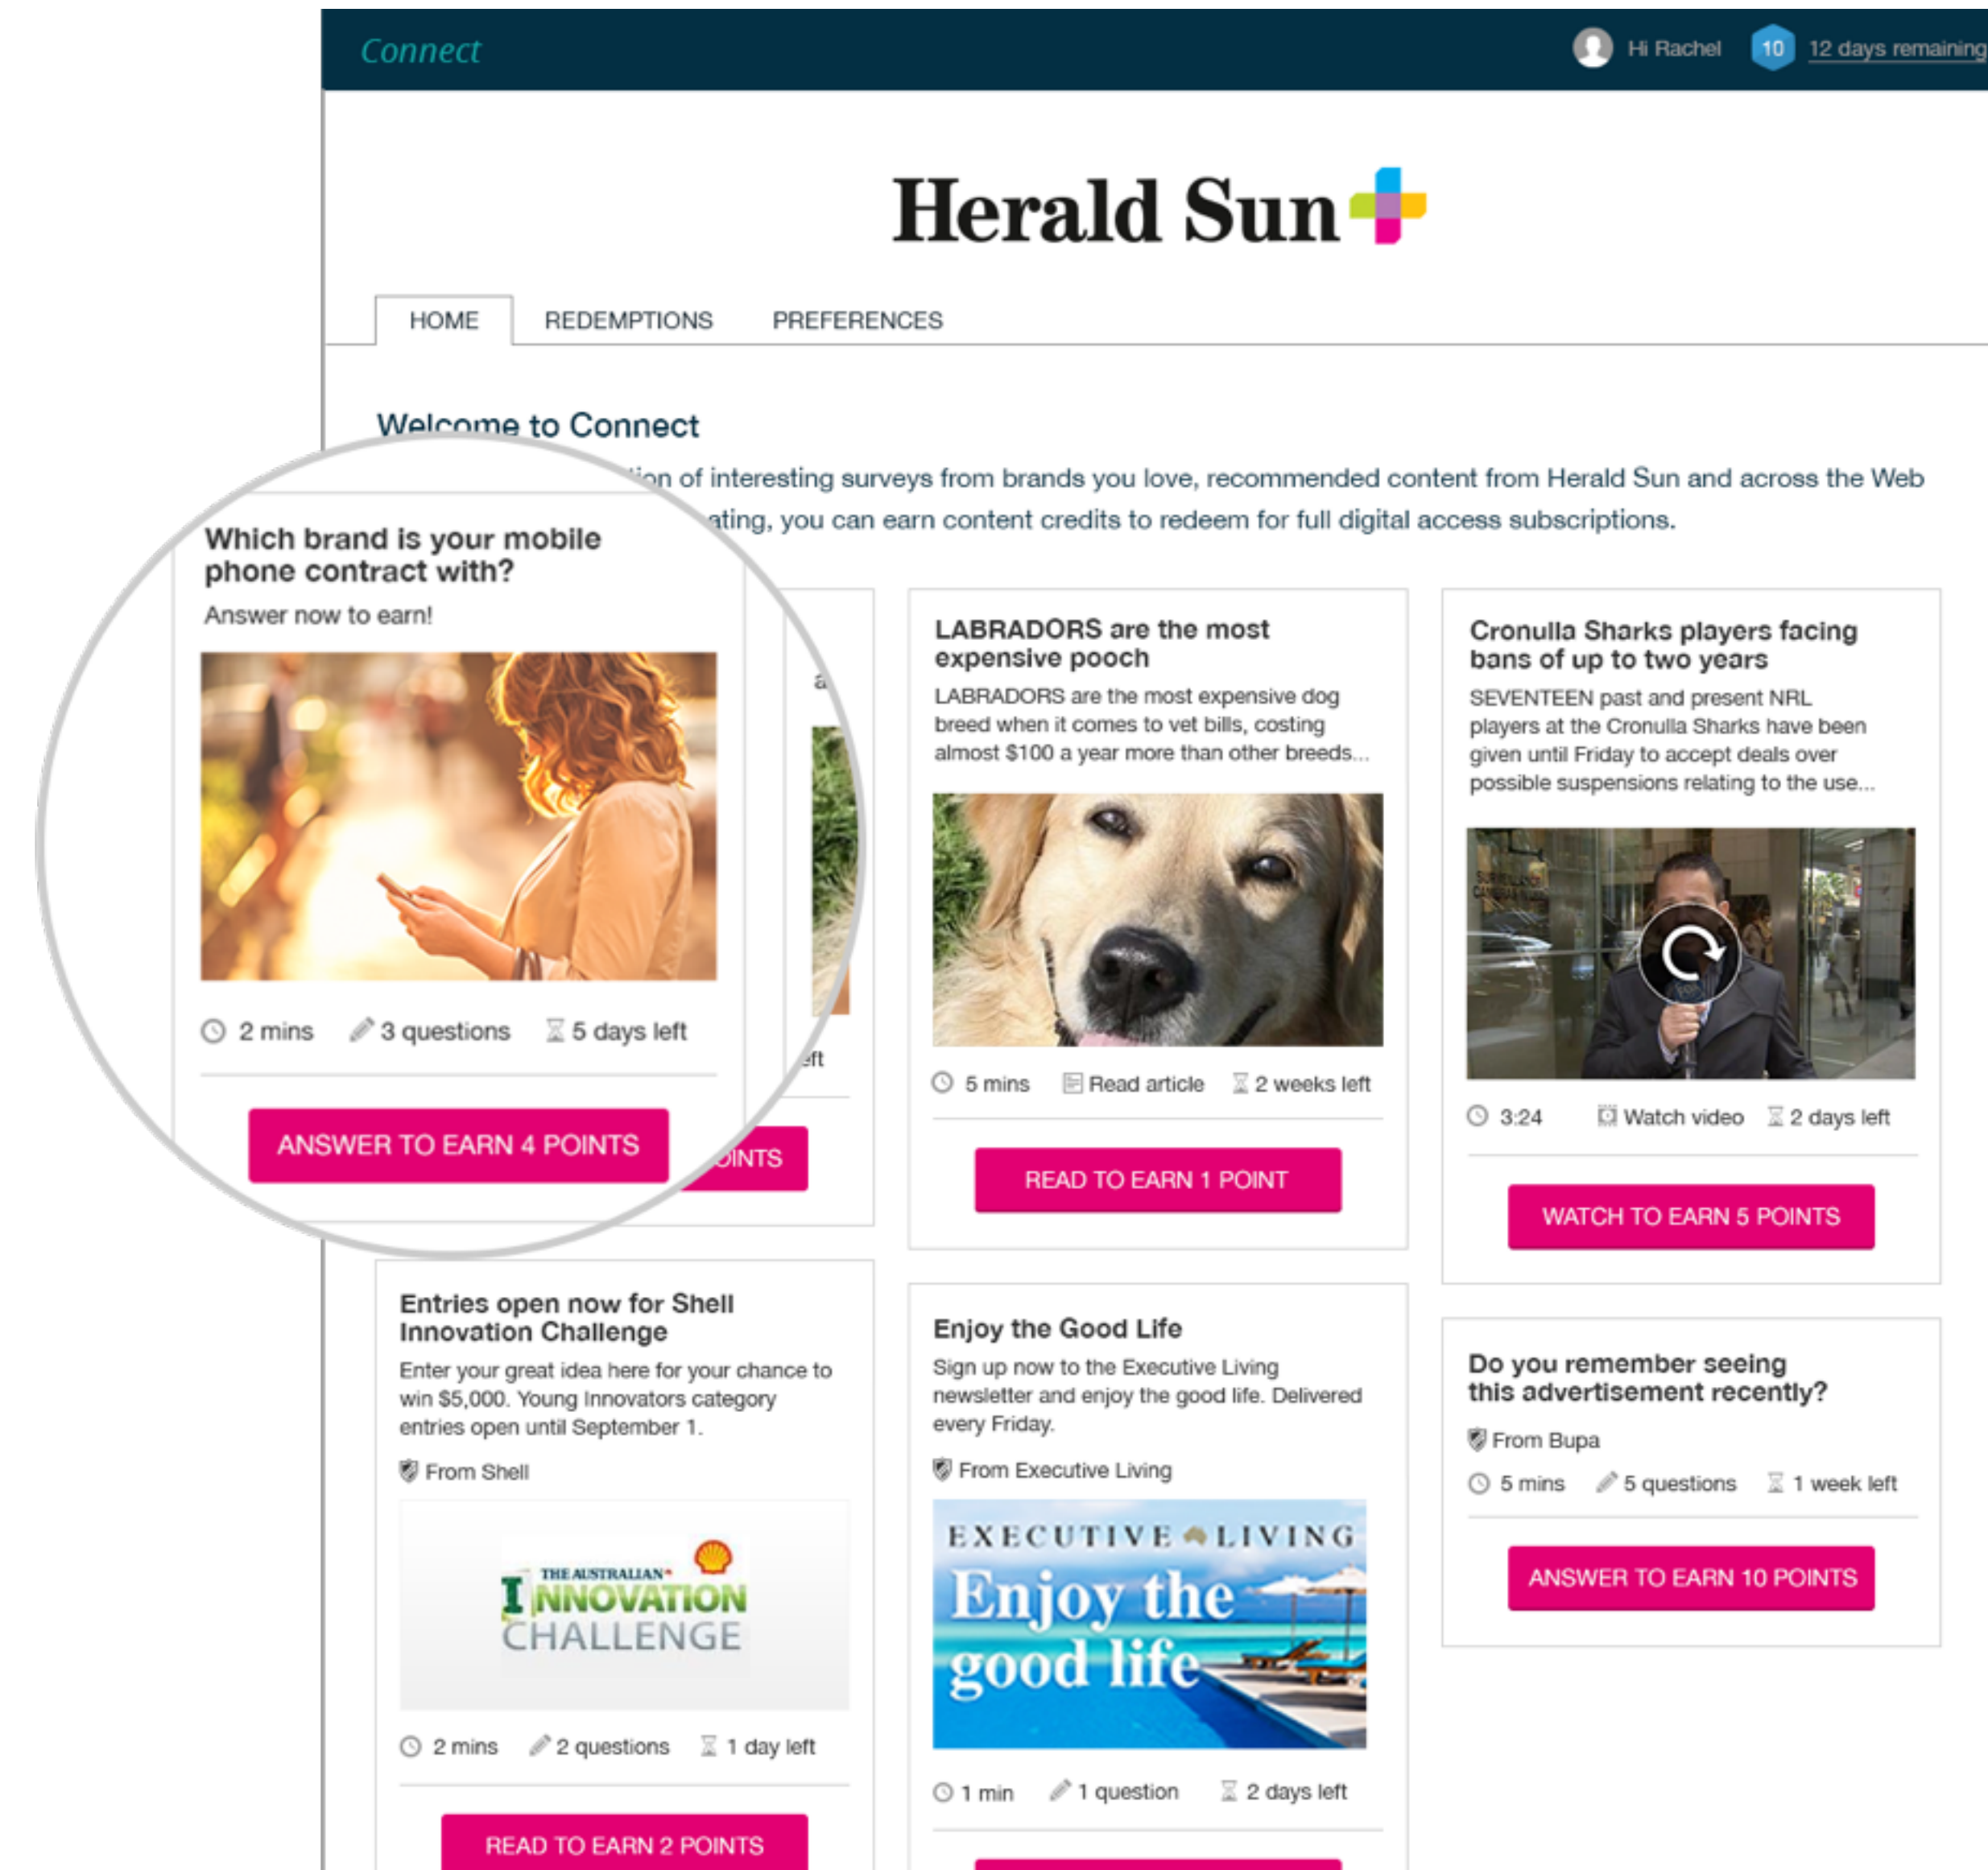 Connect
Hi Rachel
10
12 days remaining
Herald Sun
HOME
REDEMPTIONS
PREFERENCES
Welcome to Connect
of interesting surveys from brands you love, recommended content from Herald Sun and across the Web
you can earn content credits to redeem for full digital access subscriptions.
Which brand is your mobile
phone contract with?
Answer now to earn!
2 mins
3 questions
5 days left
ANSWER TO EARN 4 POINTS
LABRADORS are the most
expensive pooch
LABRADORS are the most expensive dog
breed when it comes to vet bills, costing
almost $100 a year more than other breeds...
5 mins
Read article
2 weeks left
READ TO EARN 1 POINT
Cronulla Sharks players facing
bans of up to two years
SEVENTEEN past and present NRL
players at the Cronulla Sharks have been
given until Friday to accept deals over
possible suspensions relating to the use...
3:24
Watch video
2 days left
WATCH TO EARN 5 POINTS
Entries open now for Shell
Innovation Challenge
Enter your great idea here for your chance to
win $5,000. Young Innovators category
entries open until September 1.
From Shell
THE AUSTRALIAN
INNOVATION
CHALLENGE
2 mins
2 questions
1 day left
READ TO EARN 2 POINTS
Enjoy the Good Life
Sign up now to the Executive Living
newsletter and enjoy the good life. Delivered
every Friday.
From Executive Living
EXECUTIVE LIVING
Enjoy the
good life
1 min
1 question
2 days left
Do you remember seeing
this advertisement recently?
From Bupa
5 mins
5 questions
1 week left
ANSWER TO EARN 10 POINTS